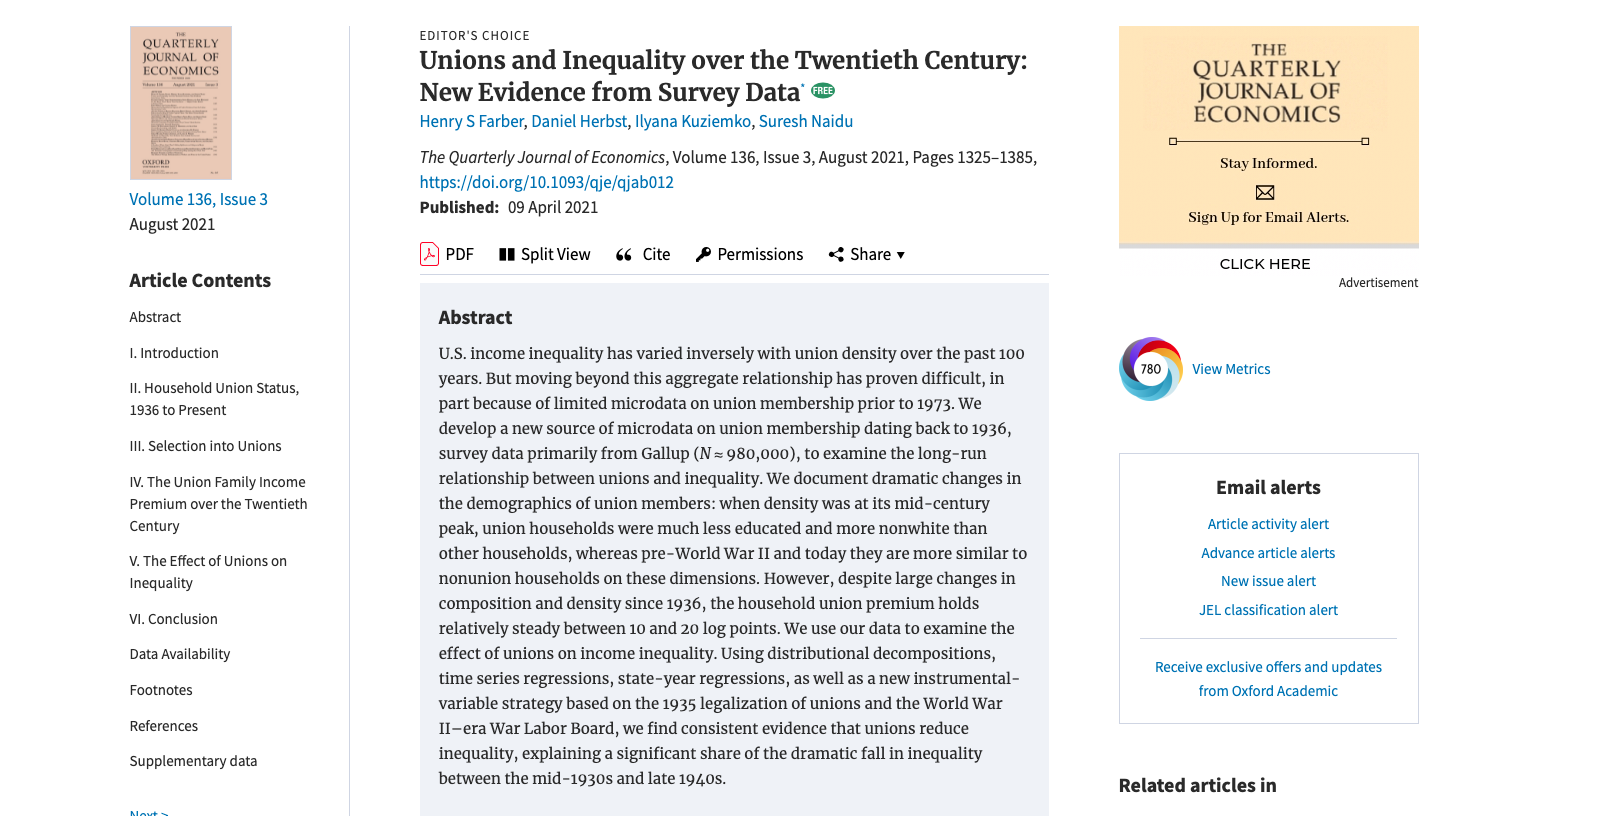 THE
QUARTERLY
JOURNAL OF
ECONOMICS
Volume 136 August 2021 Issue 3
OXFORD
Volume 136, Issue 3
August 2021
Article Contents
Abstract
I. Introduction
II. Household Union Status,
1936 to Present
III. Selection into Unions
IV. The Union Family Income
Premium over the Twentieth
Century
V. The Effect of Unions on
Inequality
VI. Conclusion
Data Availability
Footnotes
References
Supplementary data
Next >
EDITOR'S CHOICE
Unions and Inequality over the Twentieth Century:
New Evidence from Survey Data* FREE
Henry S Farber, Daniel Herbst, Ilyana Kuziemko, Suresh Naidu
The Quarterly Journal of Economics, Volume 136, Issue 3, August 2021, Pages 1325–1385,
https://doi.org/10.1093/qje/qjab012
Published: 09 April 2021
PDF Split View Cite Permissions Share
Abstract
U.S. income inequality has varied inversely with union density over the past 100
years. But moving beyond this aggregate relationship has proven difficult, in
part because of limited microdata on union membership prior to 1973. We
develop a new source of microdata on union membership dating back to 1936,
survey data primarily from Gallup (N ≈ 980,000), to examine the long-run
relationship between unions and inequality. We document dramatic changes in
the demographics of union members: when density was at its mid-century
peak, union households were much less educated and more nonwhite than
other households, whereas pre-World War II and today they are more similar to
nonunion households on these dimensions. However, despite large changes in
composition and density since 1936, the household union premium holds
relatively steady between 10 and 20 log points. We use our data to examine the
effect of unions on income inequality. Using distributional decompositions,
time series regressions, state-year regressions, as well as a new instrumental-
variable strategy based on the 1935 legalization of unions and the World War
II–era War Labor Board, we find consistent evidence that unions reduce
inequality, explaining a significant share of the dramatic fall in inequality
between the mid-1930s and late 1940s.
THE
QUARTERLY
JOURNAL OF
ECONOMICS
Stay Informed.
Sign Up for Email Alerts.
CLICK HERE
Advertisement
780 View Metrics
Email alerts
Article activity alert
Advance article alerts
New issue alert
JEL classification alert
Receive exclusive offers and updates
from Oxford Academic
Related articles in